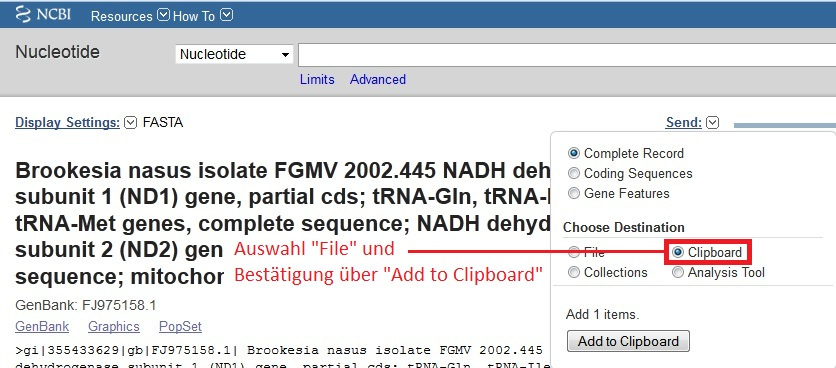 NCBI Resources How To
Nucleotide Nucleotide
Limits Advanced
Display Settings: FASTA Send:
Brookesia nasus isolate FGMV 2002.445 NADH deh
subunit 1 (ND1) gene, partial cds; tRNA-Gln, tRNA-I
tRNA-Met genes, complete sequence; NADH dehyd
subunit 2 (ND2) gen
sequence; mitochor
Auswahl "File" und
Bestätigung über "Add to Clipboard"
GenBank: FJ975158.1
GenBank Graphics PopSet
>gi|355433629|gb|FJ975158.1| Brookesia nasus isolate FGMV 2002.445
dehydrogenase subunit 1 (ND1) gene, partial cds; tRNA-Gln, tRNA-Ile
Complete Record
Coding Sequences
Gene Features
Choose Destination
File Clipboard
Collections Analysis Tool
Add 1 items.
Add to Clipboard